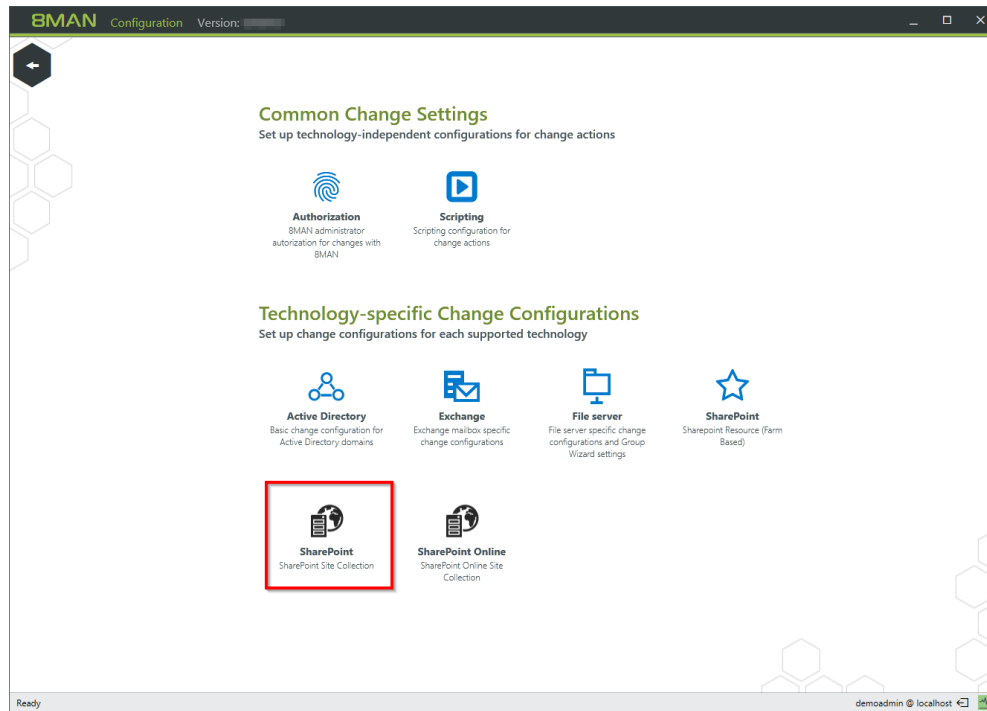 8MAN Configuration Version:
Common Change Settings
Set up technology-independent configurations for change actions
Authorization
8MAN administrator
autorization for changes with
8MAN
Scripting
Scripting configuration for
change actions
Technology-specific Change Configurations
Set up change configurations for each supported technology
Active Directory
Basic change configuration for
Active Directory domains
Exchange
Exchange mailbox specific
change configurations
File server
File server specific change
configurations and Group
Wizard settings
SharePoint
Sharepoint Resource (Farm
Based)
SharePoint
SharePoint Site Collection
SharePoint Online
SharePoint Online Site
Collection
Ready
demoadmin @ localhost